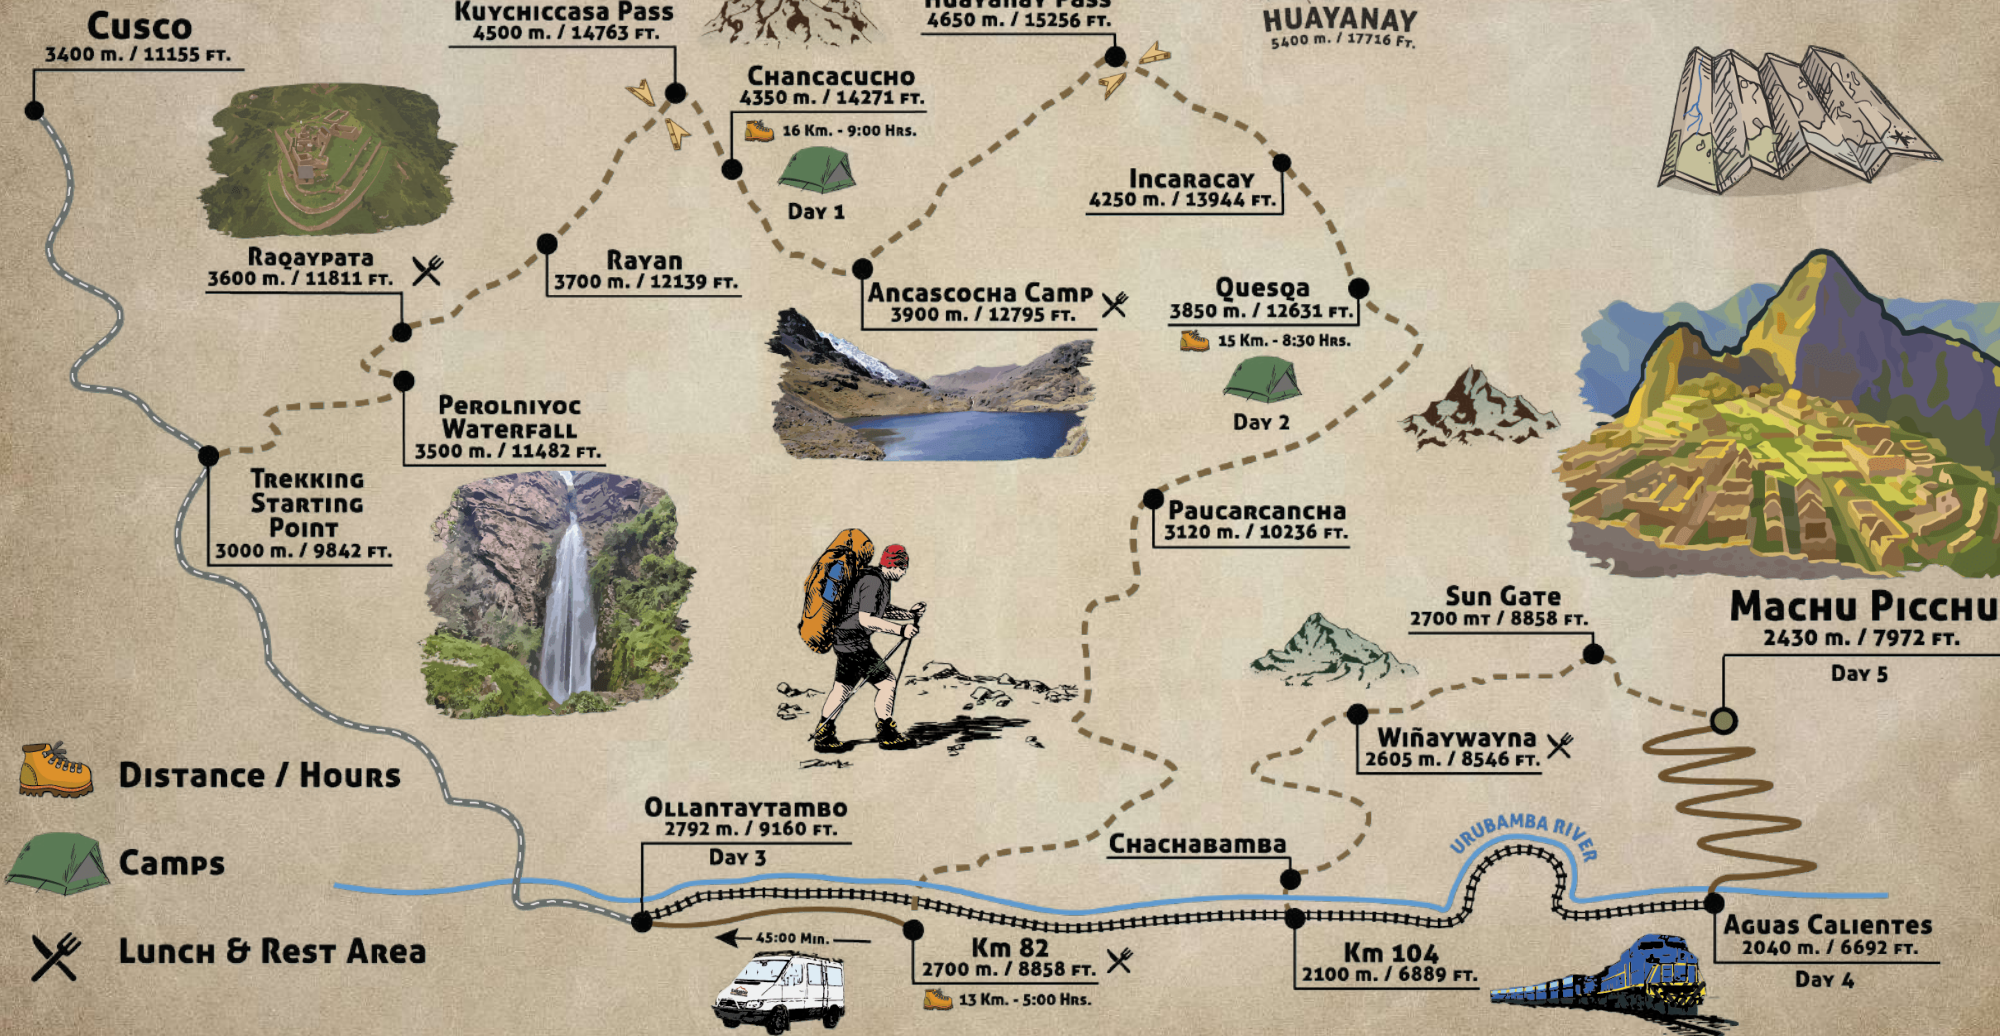 Cusco
3400 m. / 11155 FT.
Kuychiccasa Pass
4500 m. / 14763 FT.
Huayanay Pass
4650 m. / 15256 FT.
HUAYANAY
5400 m. / 17716 FT.
Chancacucho
4350 m. / 14271 FT.
16 Km. - 9:00 Hrs.
Day 1
Incaracay
4250 m. / 13944 FT.
Raqaypata
3600 m. / 11811 FT.
Rayan
3700 m. / 12139 FT.
Ancascocha Camp
3900 m. / 12795 FT.
Quesqa
3850 m. / 12631 FT.
15 Km. - 8:30 Hrs.
Day 2
Perolniyoc
Waterfall
3500 m. / 11482 FT.
Trekking
Starting
Point
3000 m. / 9842 FT.
Paucarcancha
3120 m. / 10236 FT.
Sun Gate
2700 mt / 8858 FT.
Machu Picchu
2430 m. / 7972 FT.
Day 5
Wiñaywayna
2605 m. / 8546 FT.
Distance / Hours
Camps
Lunch & Rest Area
Ollantaytambo
2792 m. / 9160 FT.
Day 3
Chachabamba
URUBAMBA RIVER
45:00 Min.
Km 82
2700 m. / 8858 FT.
13 Km. - 5:00 Hrs.
Km 104
2100 m. / 6889 FT.
Aguas Calientes
2040 m. / 6692 FT.
Day 4